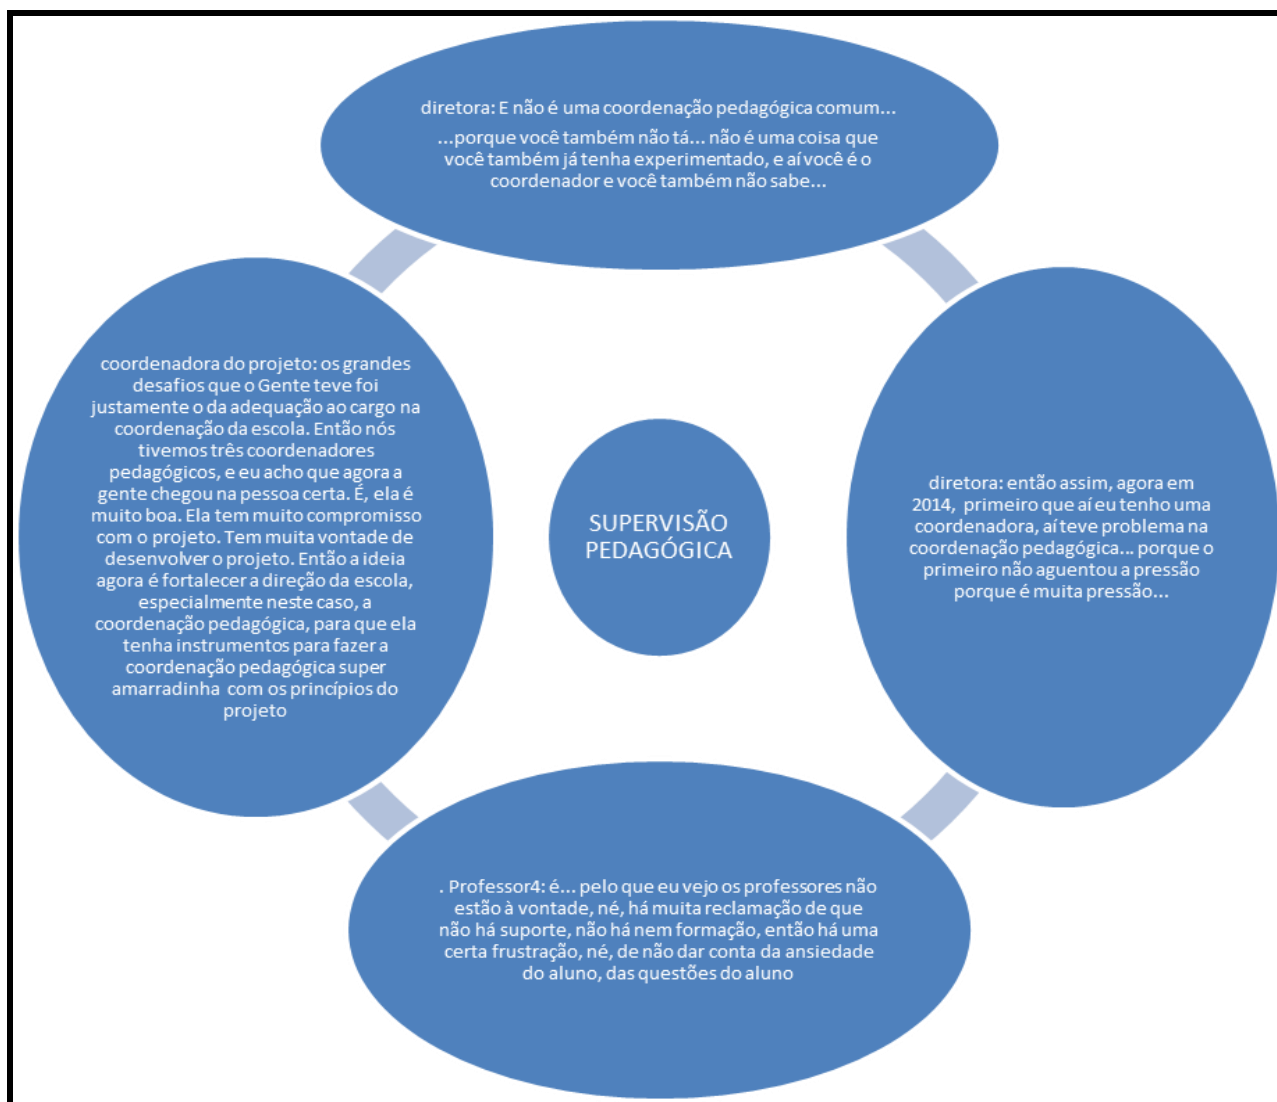 diretora: E não é uma coordenação pedagógica comum...
...porque você também não tá... não é uma coisa que
você também já tenha experimentado, e aí você é o
coordenador e você também não sabe...
coordenadora do projeto: os grandes
desafios que o Gente teve foi
justamente o da adequação ao cargo na
coordenação da escola. Então nós
tivemos três coordenadores
pedagógicos, e eu acho que agora a
gente chegou na pessoa certa. É, ela é
muito boa. Ela tem muito compromisso
com o projeto. Tem muita vontade de
desenvolver o projeto. Então a ideia
agora é fortalecer a direção da escola,
especialmente neste caso, a
coordenação pedagógica, para que ela
tenha instrumentos para fazer a
coordenação pedagógica super
amarradinha com os princípios do
projeto
SUPERVISÃO
PEDAGÓGICA
diretora: então assim, agora em
2014, primeiro que aí eu tenho uma
coordenadora, aí teve problema na
coordenação pedagógica... porque o
primeiro não aguentou a pressão
porque é muita pressão...
. Professor4: é... pelo que eu vejo os professores não
estão à vontade, né, há muita reclamação de que
não há suporte, não há nem formação, então há uma
certa frustração, né, de não dar conta da ansiedade
do aluno, das questões do aluno